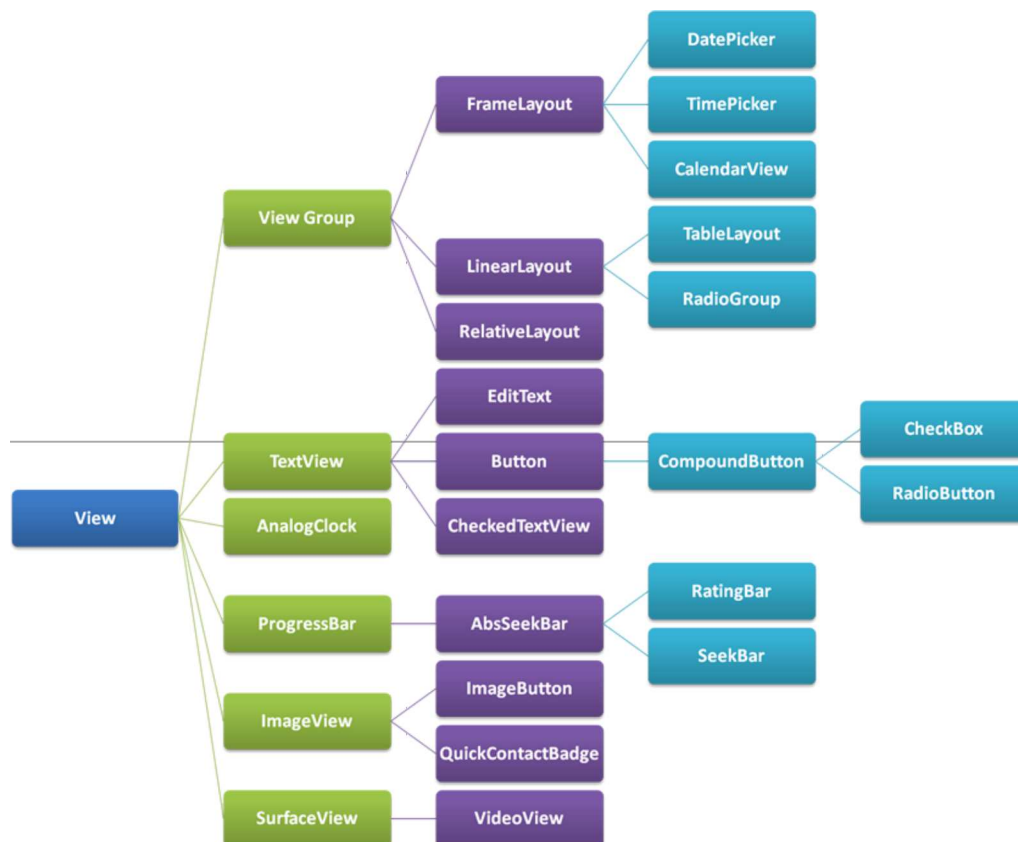 DatePicker
FrameLayout
TimePicker
CalendarView
View Group
TableLayout
LinearLayout
RadioGroup
RelativeLayout
EditText
CheckBox
TextView
Button
CompoundButton
RadioButton
View
AnalogClock
CheckedTextView
RatingBar
ProgressBar
AbsSeekBar
SeekBar
ImageButton
ImageView
QuickContactBadge
SurfaceView
VideoView